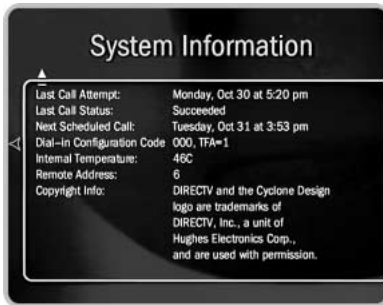 System Information
Last Call Attempt: Monday, Oct 30 at 5:20 pm
Last Call Status: Succeeded
Next Scheduled Call: Tuesday, Oct 31 at 3:53 pm
Dial-in Configuration Code 000, TFA=1
Internal Temperature: 46C
Remote Address: 6
Copyright Info: DIRECTV and the Cyclone Design
logo are trademarks of
DIRECTV, Inc., a unit of
Hughes Electronics Corp.,
and are used with permission.